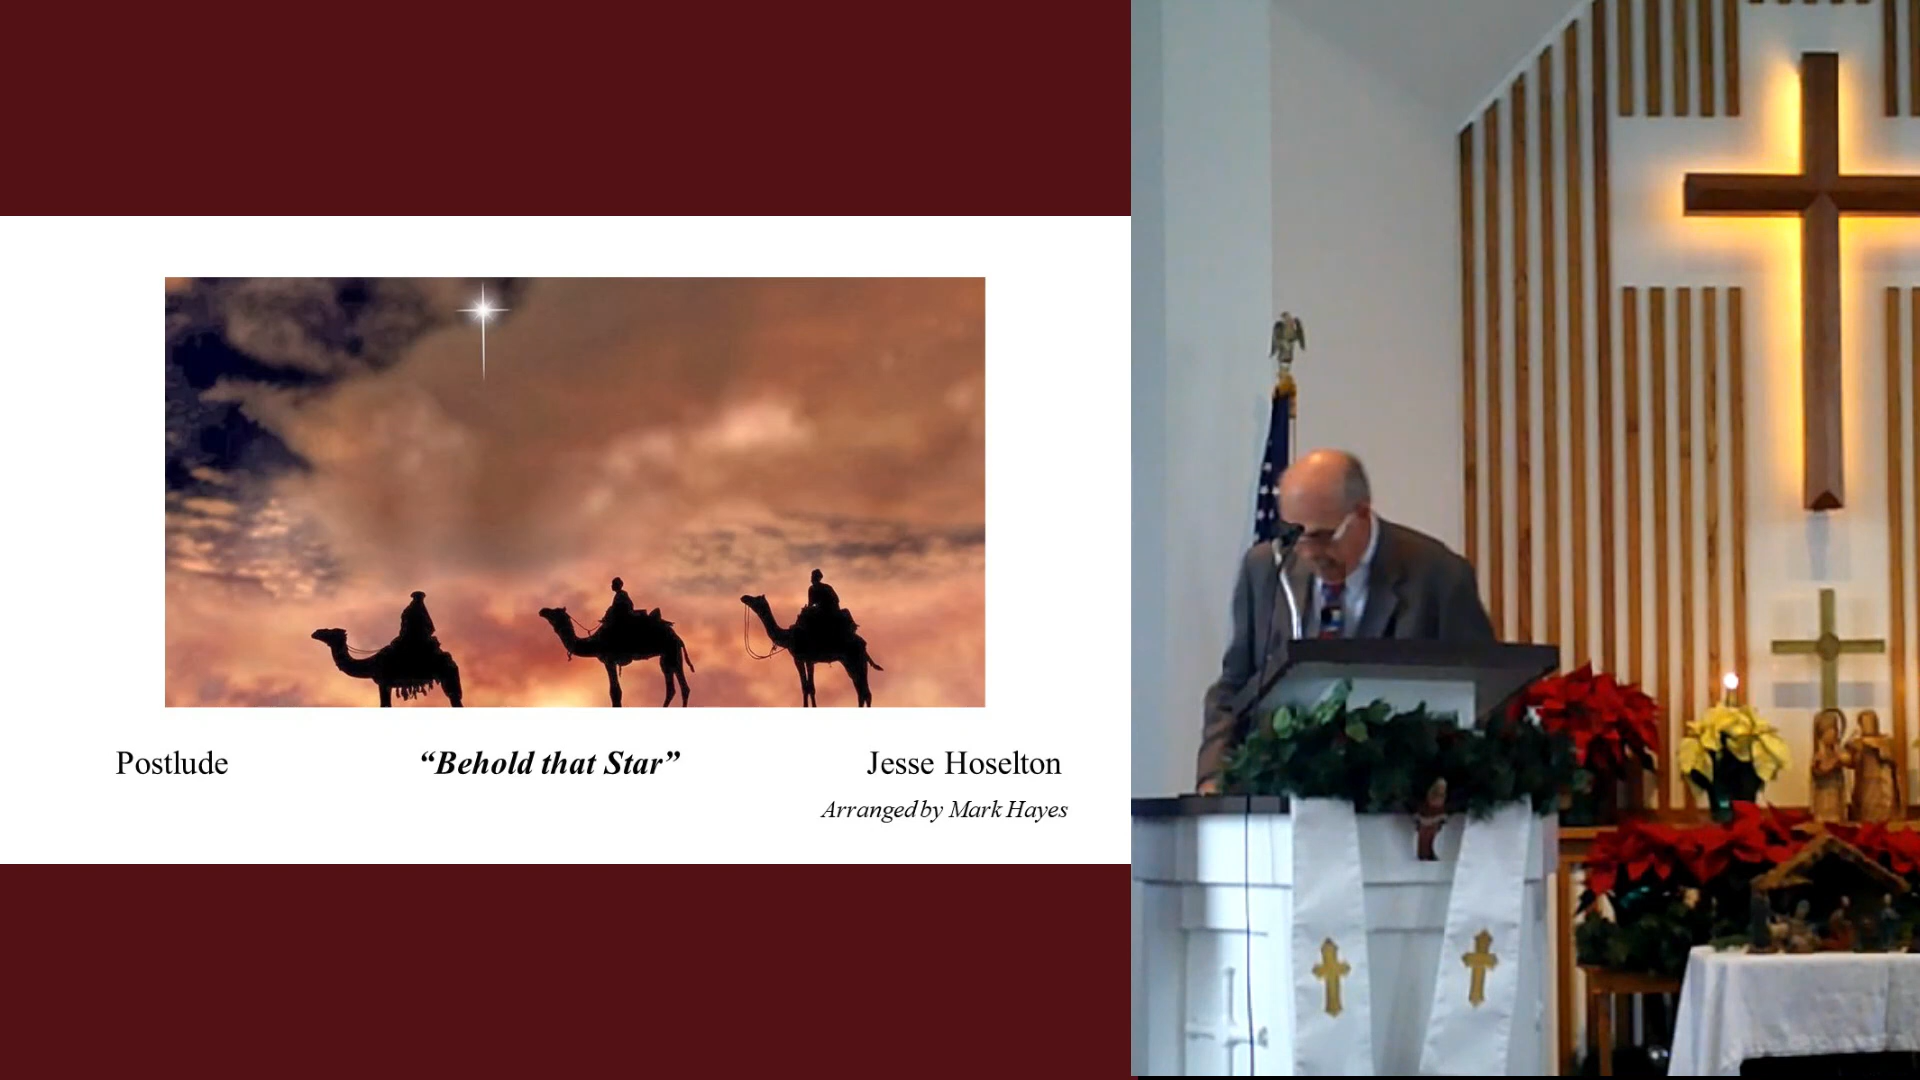 Postlude “Behold that Star” Jesse Hoselton
Arranged by Mark Hayes